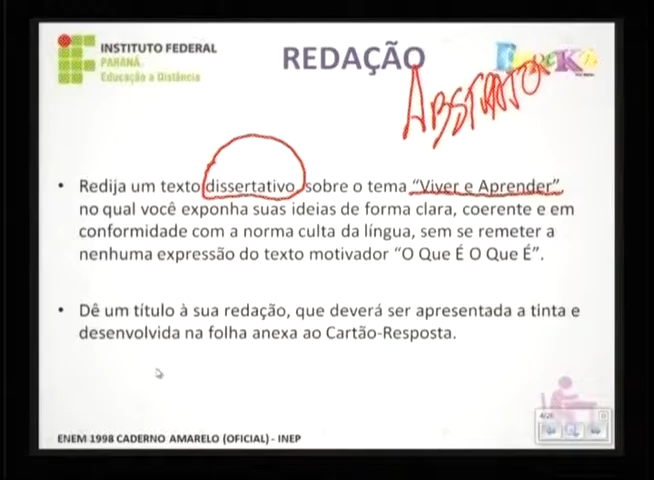 INSTITUTO FEDERAL
PARANÁ
Educação a Distância
REDAÇÃO
EurekA
ABSTRATO
• Redija um texto dissertativo sobre o tema “Viver e Aprender”
no qual você exponha suas ideias de forma clara, coerente e em
conformidade com a norma culta da língua, sem se remeter a
nenhuma expressão do texto motivador “O Que É O Que É”.
• Dê um título à sua redação, que deverá ser apresentada a tinta e
desenvolvida na folha anexa ao Cartão-Resposta.
4/26
ENEM 1998 CADERNO AMARELO (OFICIAL) - INEP